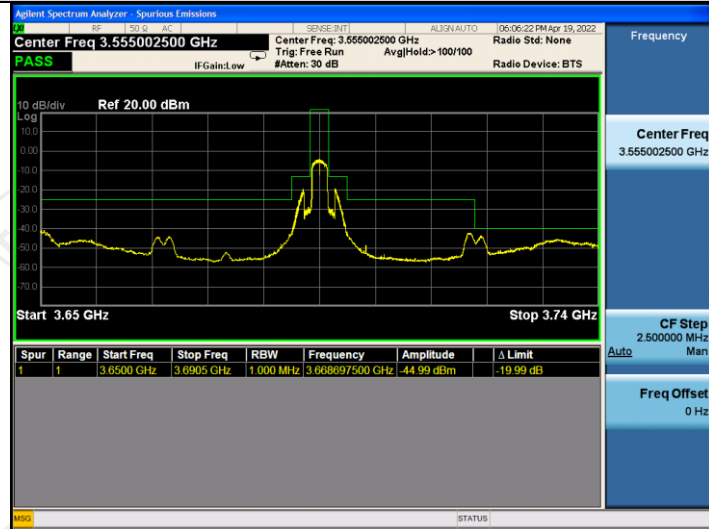 Agilent Spectrum Analyzer - Spurious Emissions
RF 50 Ω AC SENSE:INT ALIGN AUTO 06:06:22 PM Apr 19, 2022
Center Freq 3.555002500 GHz Center Freq: 3.555002500 GHz Radio Std: None
Trig: Free Run Avg|Hold:> 100/100
PASS IFGain:Low #Atten: 30 dB Radio Device: BTS
10 dB/div Ref 20.00 dBm
Log
10.0
0.00
-10.0
-20.0
-30.0
-40.0
-50.0
-60.0
-70.0
Start 3.65 GHz Stop 3.74 GHz
Spur Range Start Freq Stop Freq RBW Frequency Amplitude Δ Limit
1 1 3.6500 GHz 3.6905 GHz 1.000 MHz 3.668697500 GHz -44.99 dBm -19.99 dB
Frequency
Center Freq
3.555002500 GHz
CF Step
2.500000 MHz
Auto Man
Freq Offset
0 Hz
MSG STATUS